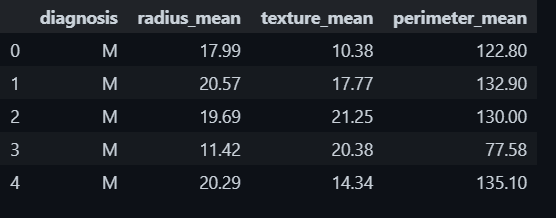 diagnosis radius_mean texture_mean perimeter_mean
0 M 17.99 10.38 122.80
1 M 20.57 17.77 132.90
2 M 19.69 21.25 130.00
3 M 11.42 20.38 77.58
4 M 20.29 14.34 135.10